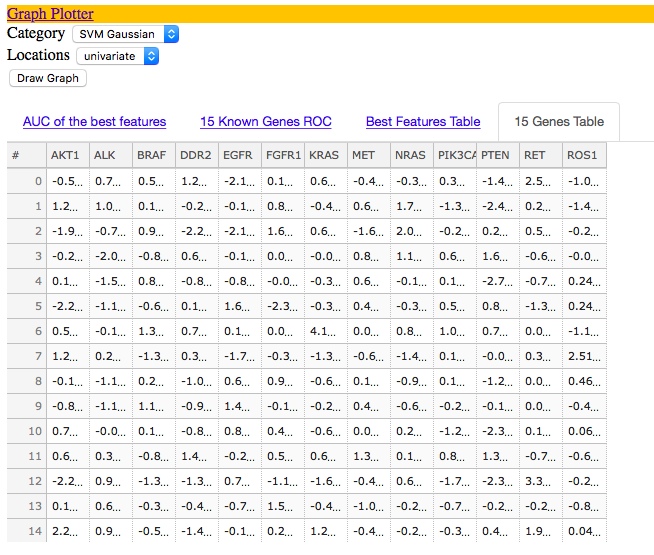 Graph Plotter
Category SVM Gaussian
Locations univariate
Draw Graph
AUC of the best features 15 Known Genes ROC Best Features Table 15 Genes Table
# AKT1 ALK BRAF DDR2 EGFR FGFR1 KRAS MET NRAS PIK3CA PTEN RET ROS1
0 -0.5... 0.7... 0.5... 1.2... -2.1... 0.1... 0.6... -0.4... -0.3... 0.3... -1.4... 2.5... -1.0...
1 1.2... 1.0... 0.1... -0.2... -0.1... 0.8... -0.4... 0.6... 1.7... -1.3... -2.4... 0.2... -1.4...
2 -1.9... -0.7... 0.9... -2.2... -2.1... 1.6... 0.6... -1.6... 2.0... -0.2... 0.2... 0.5... -0.2...
3 -0.2... -2.0... -0.8... 0.6... -0.1... 0.0... -0.0... 0.8... 1.1... 0.6... 1.6... -0.6... -0.0...
4 0.1... -1.5... 0.8... -0.8... -0.8... -0.0... -0.3... 0.6... -0.1... 0.1... -2.7... -0.7... 0.24...
5 -2.2... -1.1... -0.6... 0.1... 1.6... -2.3... -0.3... 0.4... -0.3... 0.5... 0.8... -1.3... 0.24...
6 0.5... -0.1... 1.3... 0.7... 0.1... 0.0... 4.1... 0.0... 0.8... 1.0... 0.7... 0.0... -1.1...
7 1.2... 0.2... -1.3... 0.3... -1.7... -0.3... -1.3... -0.6... -1.4... 0.1... -0.0... 0.3... 2.51...
8 -0.1... -1.1... 0.2... -1.0... 0.6... 0.9... -0.6... 0.1... -0.9... 0.1... -1.2... 0.0... 0.46...
9 -0.8... -1.1... 1.1... -0.9... 1.4... -0.1... -0.2... 0.4... -0.6... -0.2... -0.1... 0.0... -0.4...
10 0.7... -0.0... 0.1... -0.8... 0.8... 0.4... -0.6... 0.0... 0.2... -1.2... -2.3... 0.1... 0.06...
11 0.6... 0.3... -0.8... 1.4... -0.2... 0.5... 0.6... 1.3... 0.1... 0.8... 1.3... -0.7... -0.6...
12 -2.2... 0.9... -1.3... -1.3... 0.7... -1.1... -1.6... -0.4... 0.6... -1.7... -2.3... 3.3... -0.2...
13 0.1... 0.6... -0.3... -0.4... -0.7... 1.5... -0.4... -1.0... -0.2... -0.7... -0.2... -0.2... -0.8...
14 2.2... 0.9... -0.5... -1.4... -0.1... 0.2... 1.2... -0.4... -0.2... -0.3... 0.4... 1.9... 0.04...